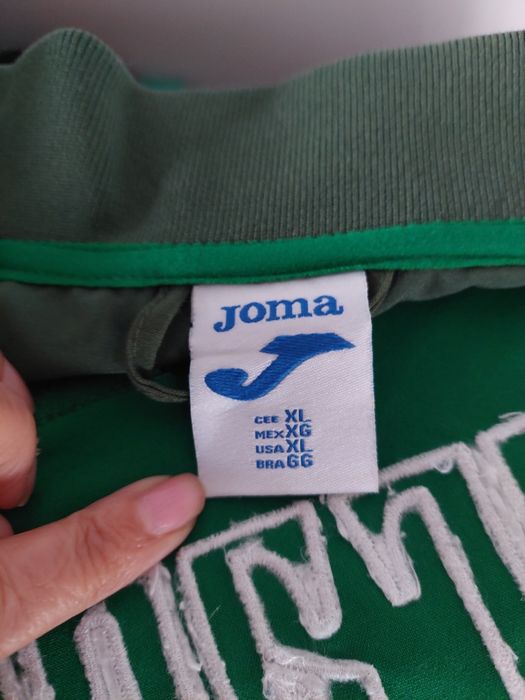 Joma
CEE XL
MEX XG
USA XL
BRA GG